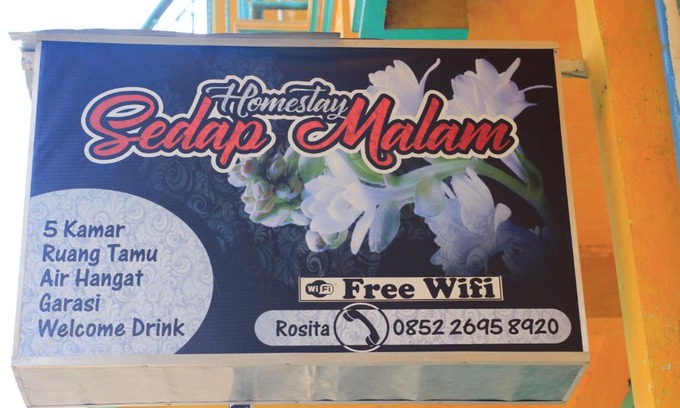 Homestay
Sedap Malam
5 Kamar
Ruang Tamu
Air Hangat
Garasi
Welcome Drink
WiFi Free Wifi
Rosita 0852 2695 8920